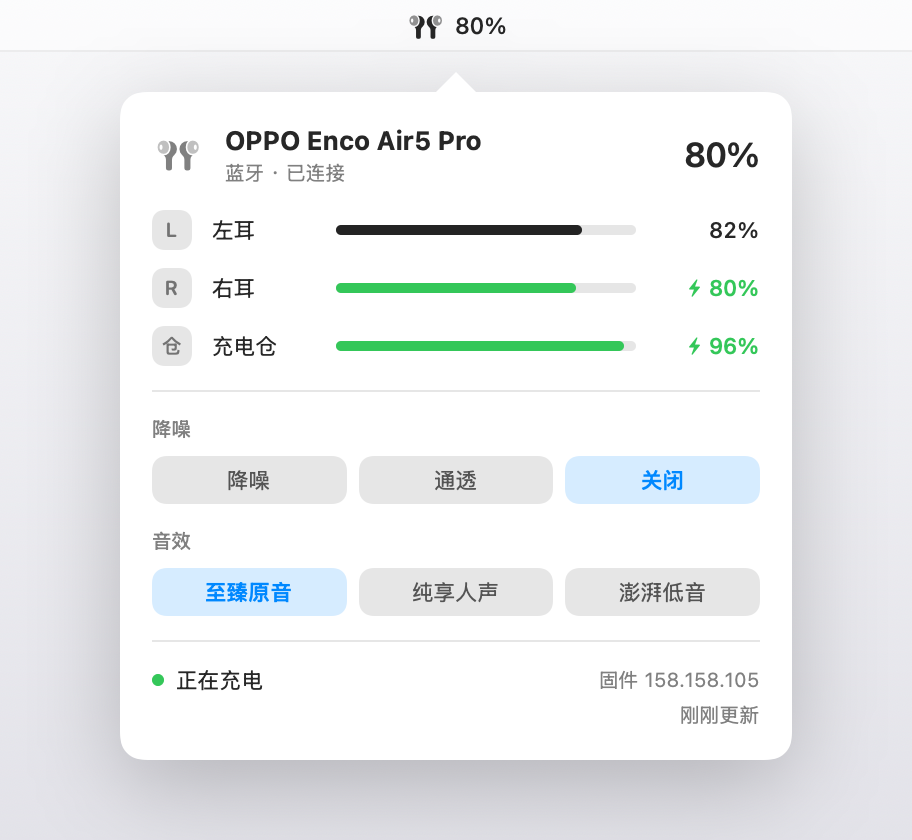 80%
OPPO Enco Air5 Pro
80%
蓝牙 · 已连接
L 左耳 82%
R 右耳 80%
仓 充电仓 96%
降噪
降噪 通透 关闭
音效
至臻原音 纯享人声 澎湃低音
正在充电 固件 158.158.105
刚刚更新